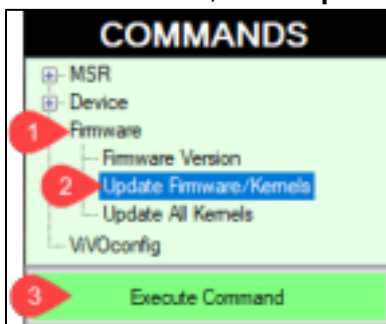 COMMANDS
MSR
Device
1 Firmware
Firmware Version
2 Update Firmware/Kernels
Update All Kernels
ViVOconfig
3 Execute Command